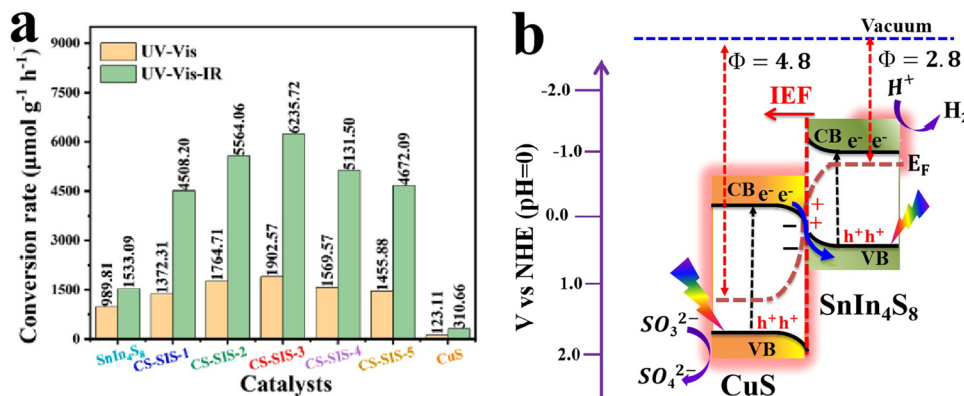 a
Conversion rate (μmol g⁻¹ h⁻¹)
9000
7500
6000
4500
3000
1500
0
UV-Vis
UV-Vis-IR
989.81
1533.09
1372.31
4508.20
1764.71
5564.06
1902.57
6235.72
1569.57
5131.50
1455.88
4672.09
123.11
310.66
SnIn₄S₈
CS-SIS-1
CS-SIS-2
CS-SIS-3
CS-SIS-4
CS-SIS-5
CuS
Catalysts
b
V vs NHE (pH=0)
-2.0
-1.0
0.0
1.0
2.0
Vacuum
Φ = 4.8
Φ = 2.8
IEF
H⁺
H₂
CB e⁻ e⁻
E_F
CB e⁻ e⁻
+
+
−
−
h⁺h⁺
VB
SnIn₄S₈
h⁺h⁺
VB
SO₃²⁻
SO₄²⁻
CuS